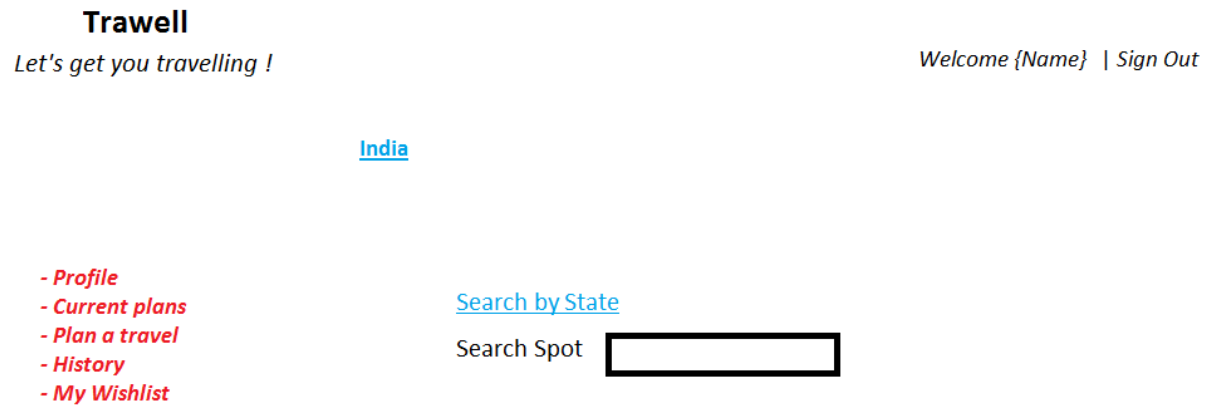 Trawell
Let's get you travelling !
Welcome {Name} | Sign Out
India
- Profile
- Current plans
- Plan a travel
- History
- My Wishlist
Search by State
Search Spot